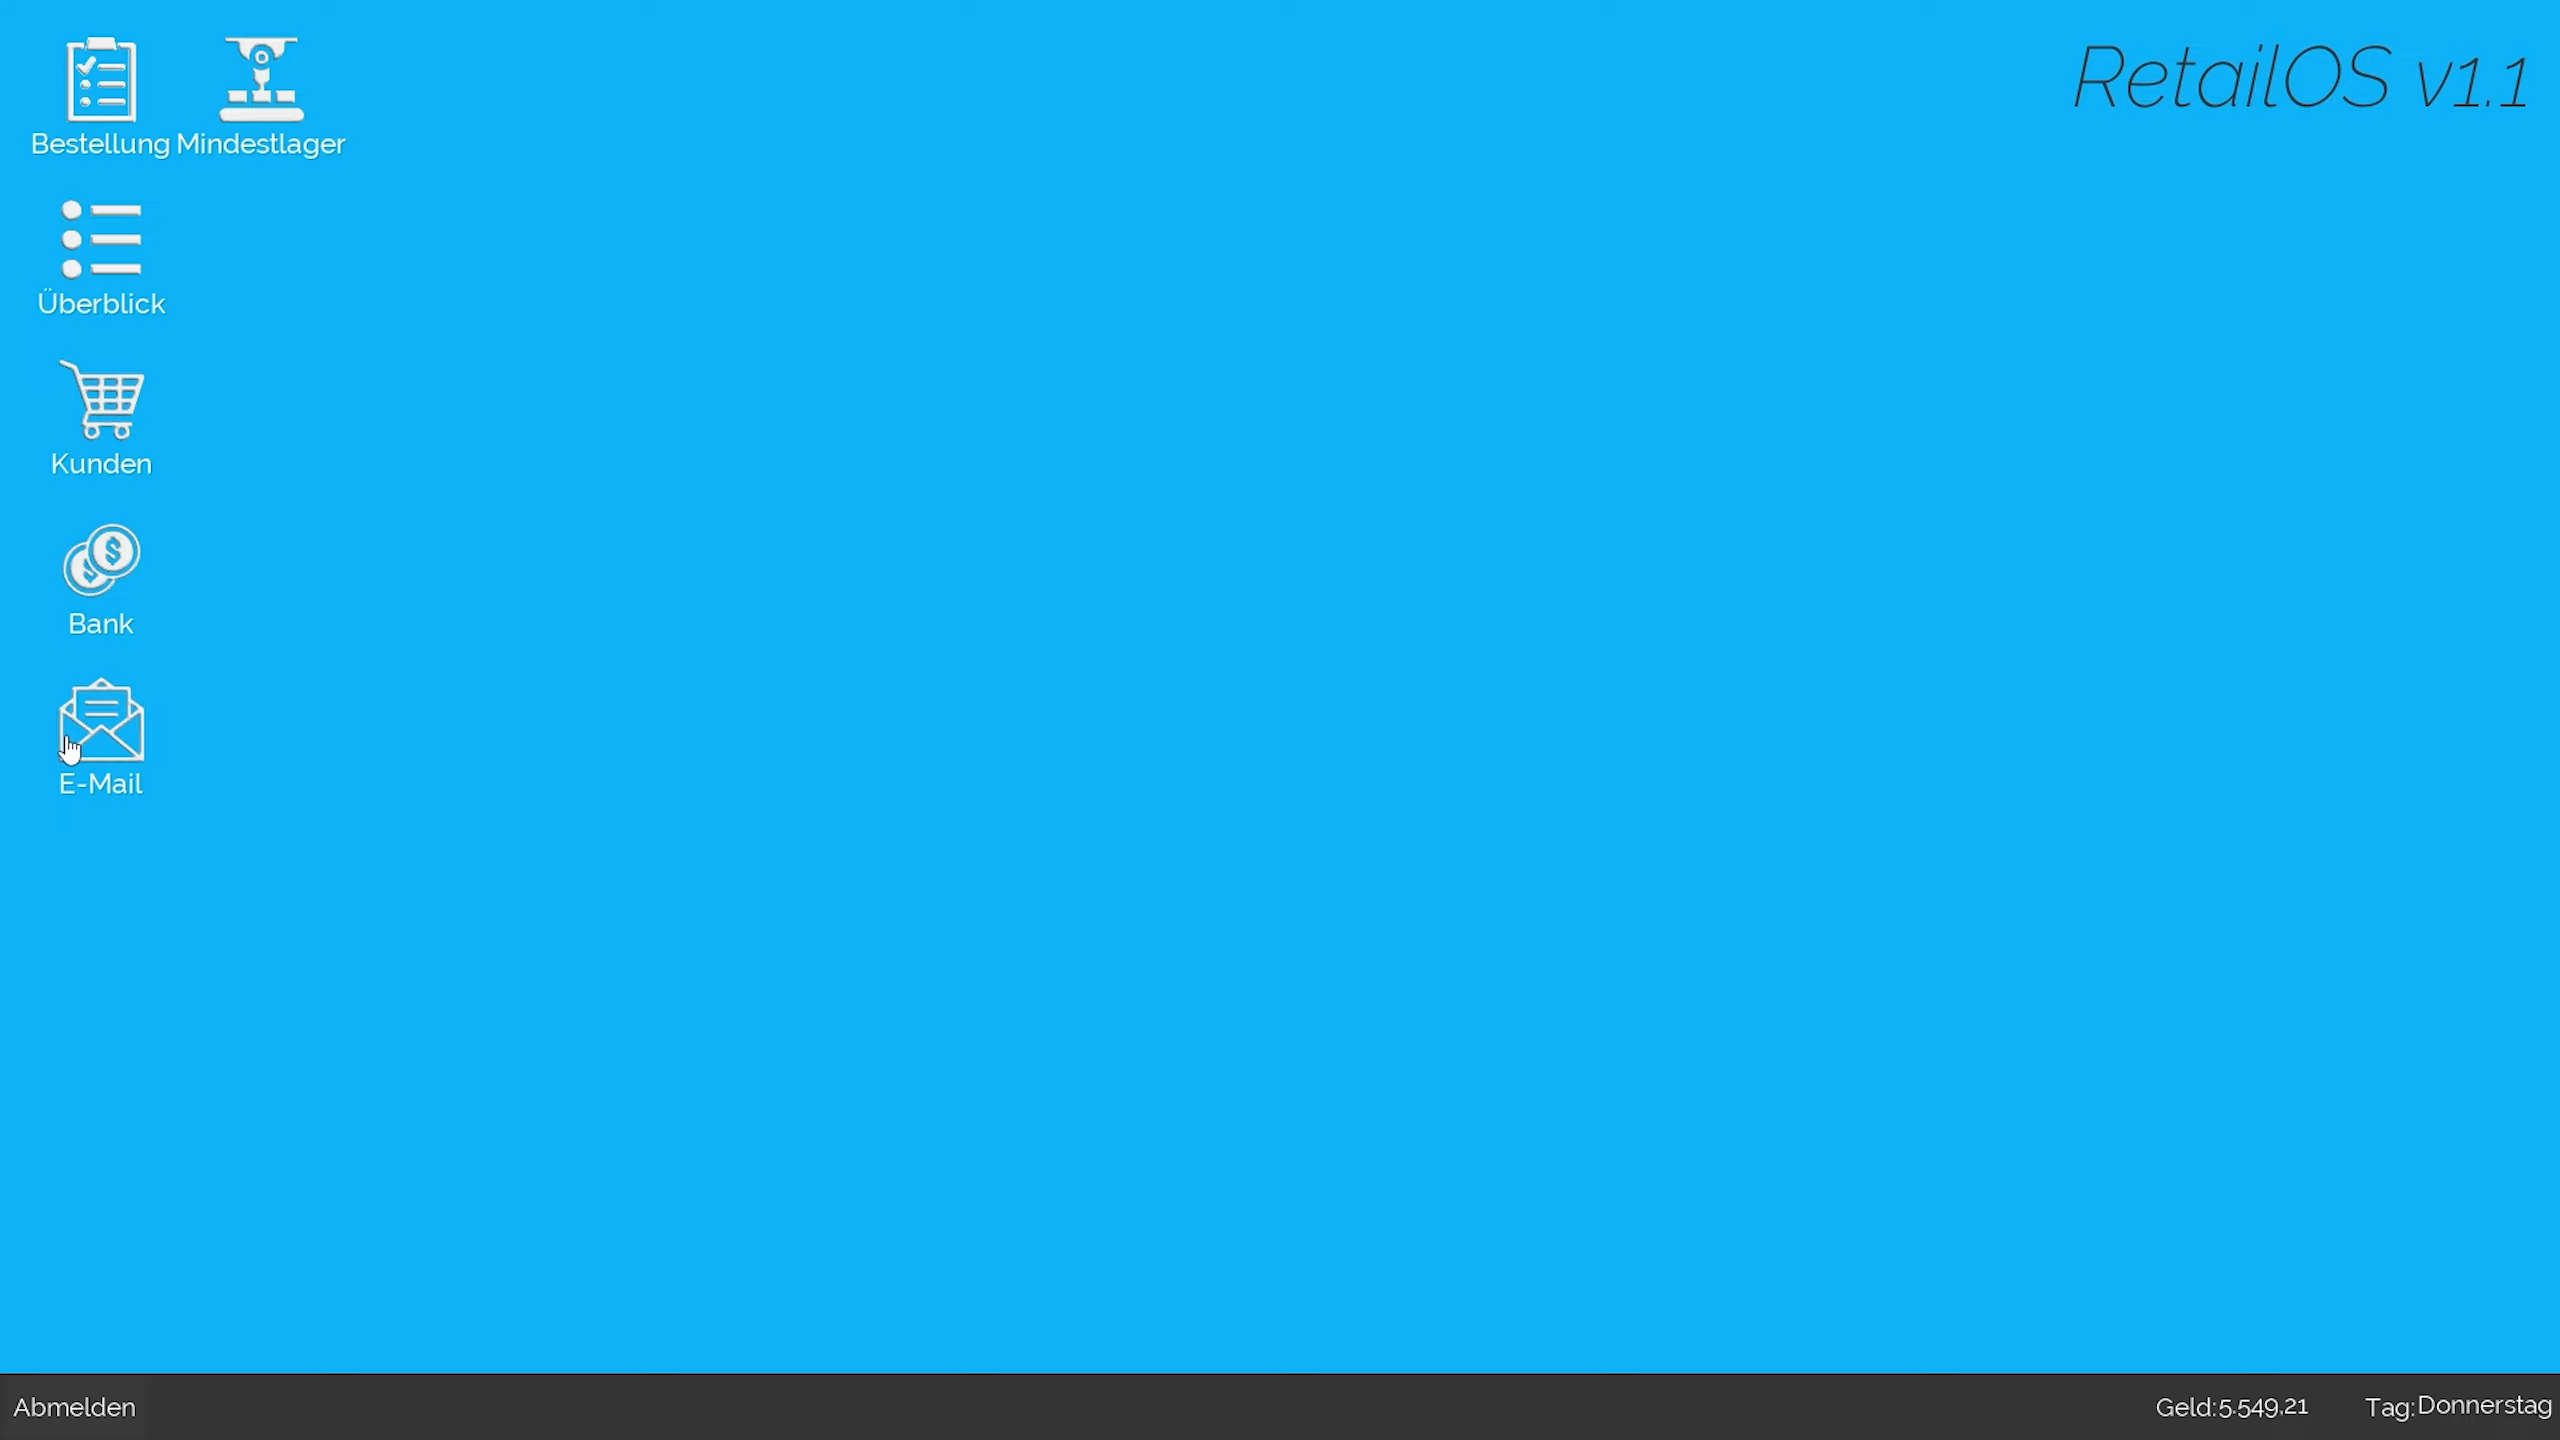 RetailOS v1.1
Bestellung Mindestlager
Überblick
Kunden
Bank
E-Mail
Abmelden
Geld:5.549,21
Tag:Donnerstag